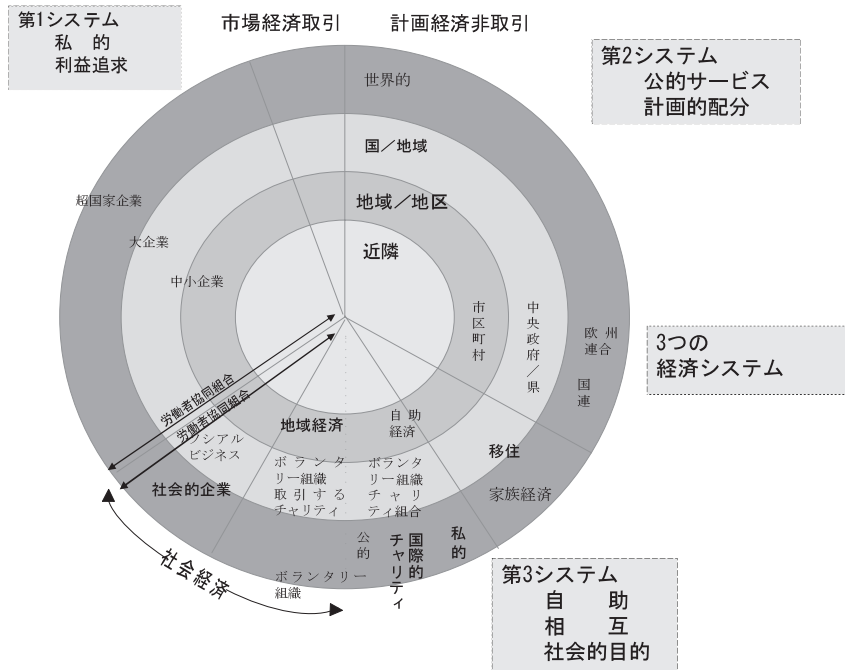 第1システム
私 的
利益追求
市場経済取引
計画経済非取引
第2システム
公的サービス
計画的配分
世界的
国／地域
地域／地区
近隣
超国家企業
大企業
中小企業
市区町村
中央政府／県
欧州連合
国連
3つの
経済システム
労働者協同組合
労働者協同組合
ソシアル
ビジネス
社会的企業
地域経済
自助
経済
ボランタ
リー組織
取引する
チャリティ
ボランタ
リー組織
チャリ
ティ組合
移住
家族経済
公的
国際的
チャリティ
私的
ボランタリー
組織
社会経済
第3システム
自 助
相 互
社会的目的